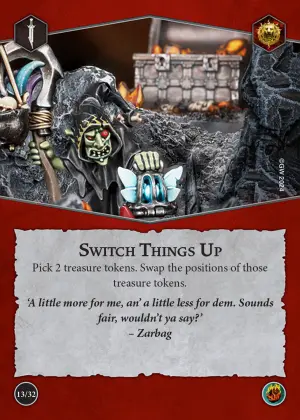 ©GW 2023
SWITCH THINGS UP
Pick 2 treasure tokens. Swap the positions of those
treasure tokens.
‘A little more for me, an’ a little less for dem. Sounds
fair, wouldn’t ya say?’
– Zarbag
13/32